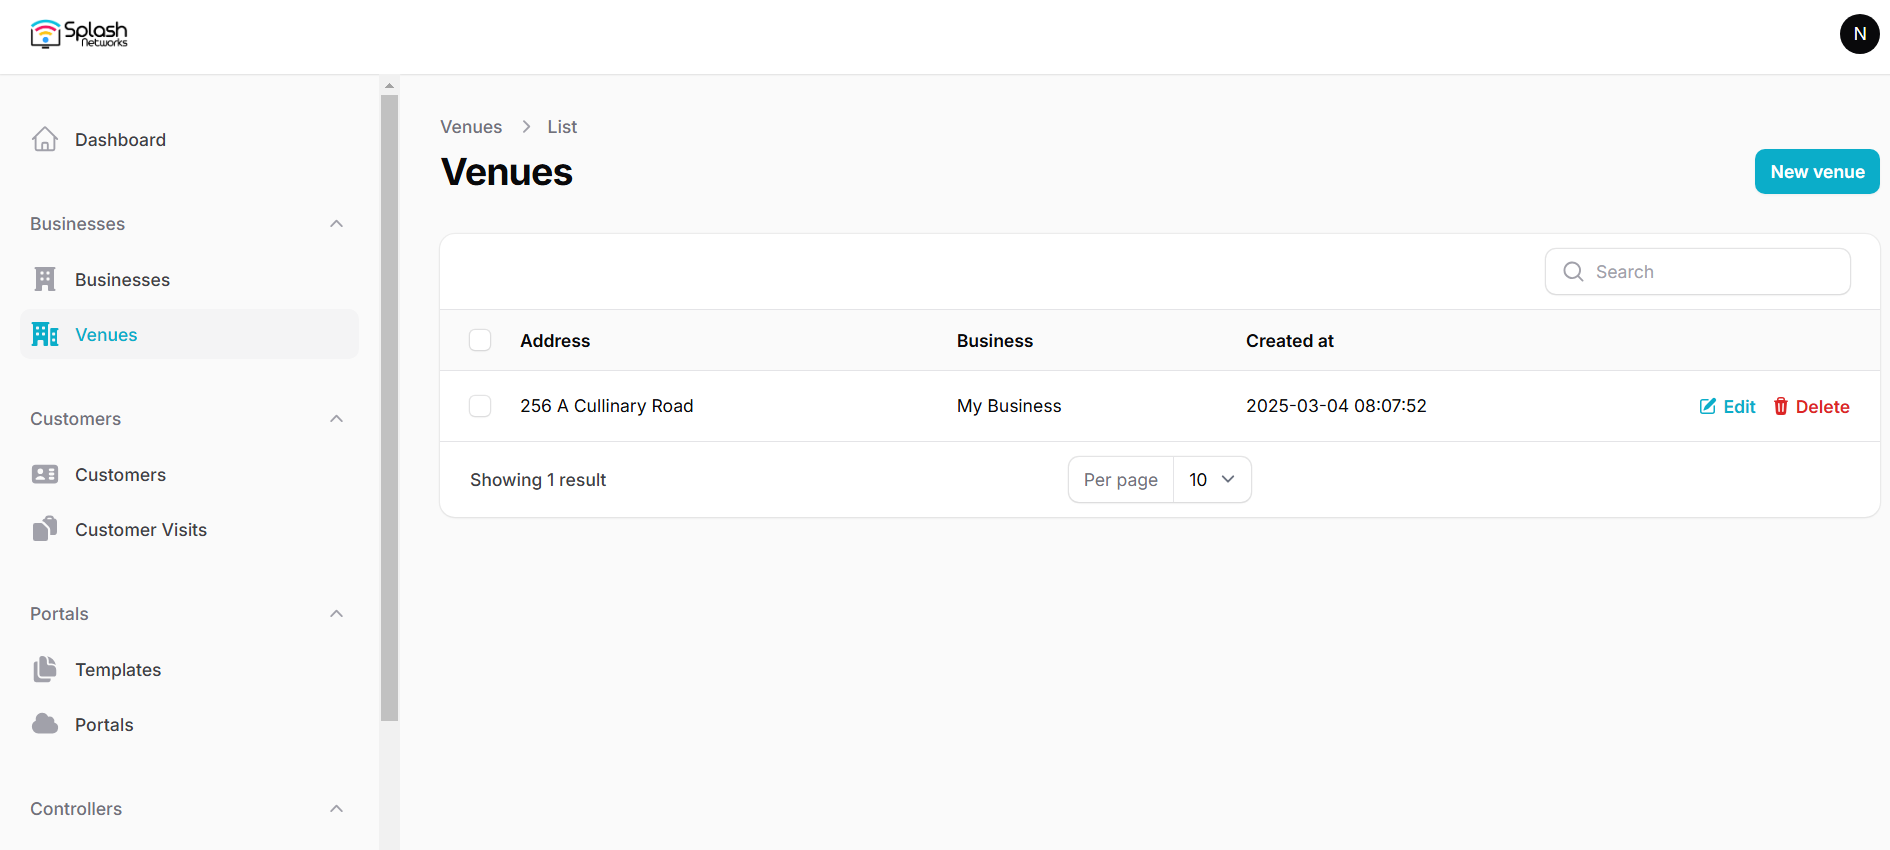 Splash
Networks
N
Dashboard
Businesses
Businesses
Venues
Customers
Customers
Customer Visits
Portals
Templates
Portals
Controllers
Venues > List
Venues
New venue
Search
Address Business Created at
256 A Cullinary Road My Business 2025-03-04 08:07:52 Edit Delete
Showing 1 result Per page 10